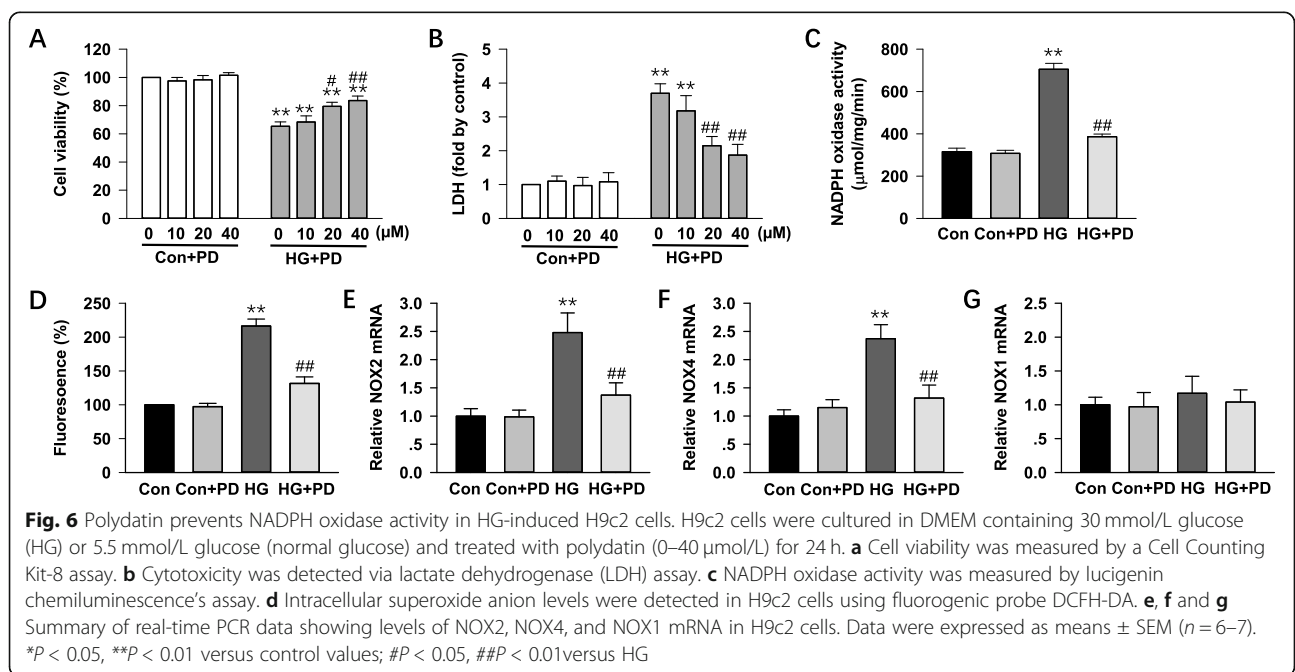 A
Cell viability (%)
120
100
80
60
40
20
0
** ** # ** ## **
0 10 20 40 0 10 20 40 (μM)
Con+PD HG+PD
B
LDH (fold by control)
5
4
3
2
1
0
** ** ## ##
0 10 20 40 0 10 20 40 (μM)
Con+PD HG+PD
C
NADPH oxidase activity
(μmol/mg/min)
800
600
400
200
0
** ##
Con Con+PD HG HG+PD
D
Fluoresoence (%)
250
200
150
100
50
0
** ##
Con Con+PD HG HG+PD
E
Relative NOX2 mRNA
3.0
2.5
2.0
1.5
1.0
.5
0.0
** ##
Con Con+PD HG HG+PD
F
Relative NOX4 mRNA
3.0
2.5
2.0
1.5
1.0
.5
0.0
** ##
Con Con+PD HG HG+PD
G
Relative NOX1 mRNA
2.5
2.0
1.5
1.0
.5
0.0
Con Con+PD HG HG+PD
Fig. 6 Polydatin prevents NADPH oxidase activity in HG-induced H9c2 cells. H9c2 cells were cultured in DMEM containing 30 mmol/L glucose
(HG) or 5.5 mmol/L glucose (normal glucose) and treated with polydatin (0–40 μmol/L) for 24 h. a Cell viability was measured by a Cell Counting
Kit-8 assay. b Cytotoxicity was detected via lactate dehydrogenase (LDH) assay. c NADPH oxidase activity was measured by lucigenin
chemiluminescence's assay. d Intracellular superoxide anion levels were detected in H9c2 cells using fluorogenic probe DCFH-DA. e, f and g
Summary of real-time PCR data showing levels of NOX2, NOX4, and NOX1 mRNA in H9c2 cells. Data were expressed as means ± SEM (n = 6–7).
*P < 0.05, **P < 0.01 versus control values; #P < 0.05, ##P < 0.01versus HG